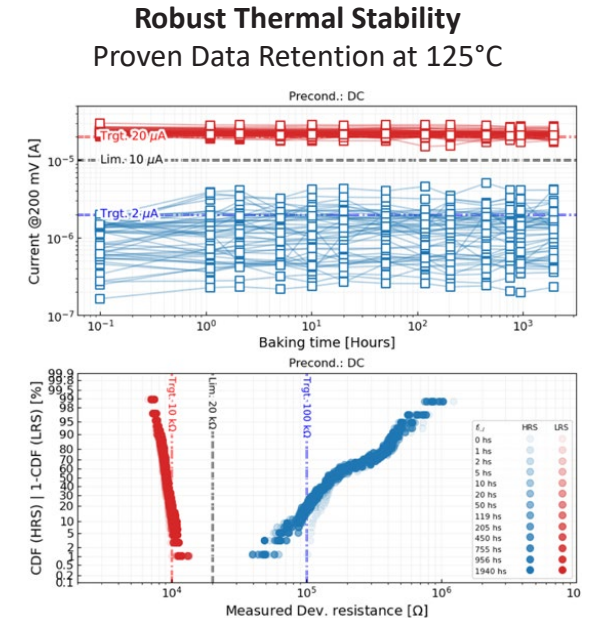 Robust Thermal Stability
Proven Data Retention at 125°C
Precond.: DC
Current @200 mV [A]
Trgt. 20 µA
Lim. 10 µA
Trgt. 2 µA
10⁻⁵
10⁻⁶
10⁻⁷
10⁻¹ 10⁰ 10¹ 10² 10³
Baking time [Hours]
Precond.: DC
CDF (HRS) | 1-CDF (LRS) [%]
99.9
99.8
99.5
99
98
95
90
80
70
60
50
40
30
20
10
5
2
1
0.5
0.2
0.1
Trgt. 10 kΩ
Lim. 20 kΩ
Trgt. 100 kΩ
HRS LRS
0 hs
1 hs
2 hs
5 hs
10 hs
20 hs
50 hs
119 hs
205 hs
450 hs
755 hs
956 hs
1940 hs
10⁴ 10⁵ 10⁶ 10
Measured Dev. resistance [Ω]